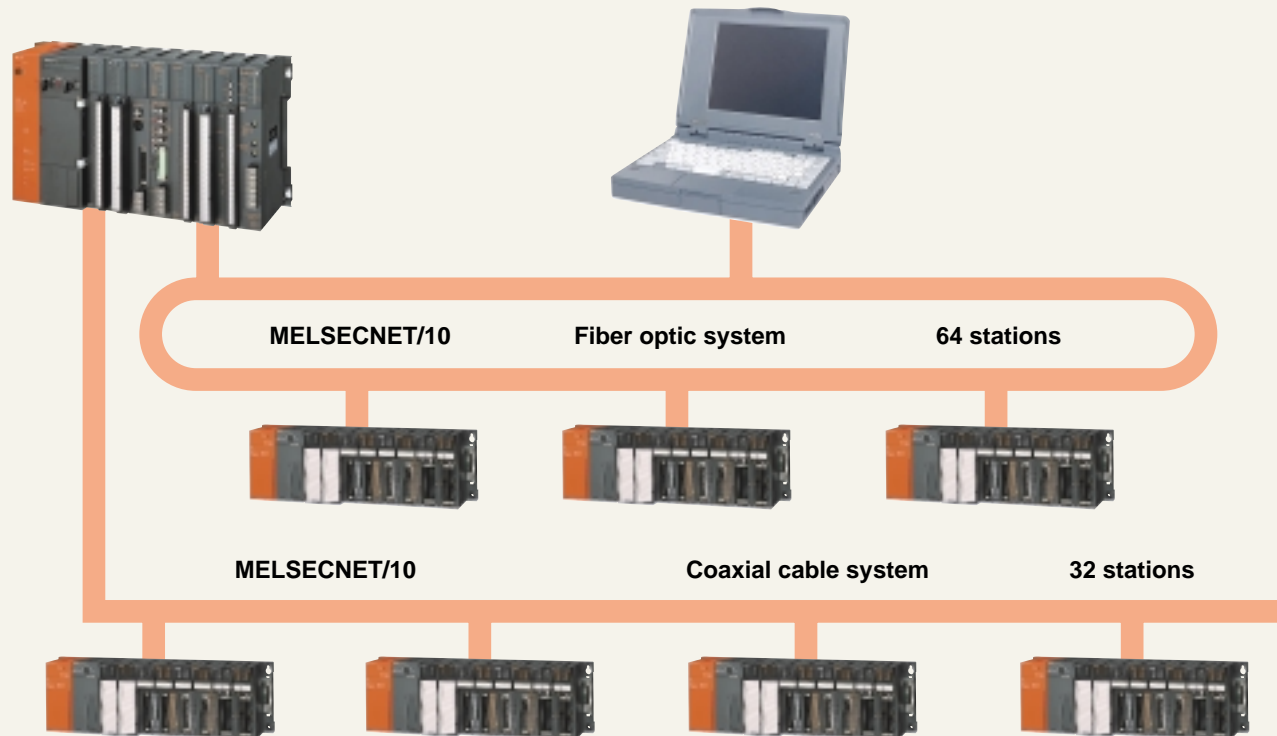 MELSECNET/10 Fiber optic system 64 stations
MELSECNET/10 Coaxial cable system 32 stations